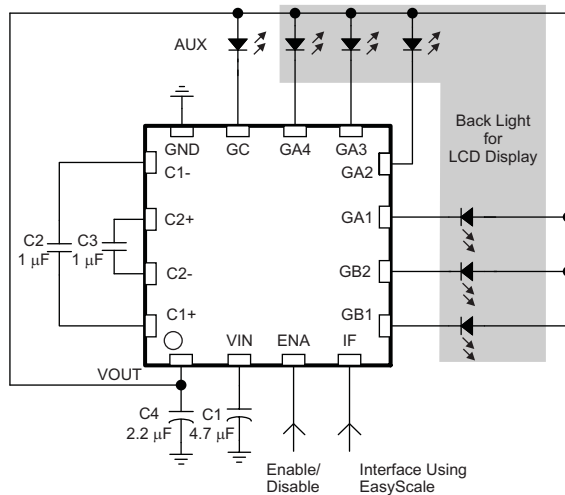 AUX
Back Light
for
LCD Display
GND
GC
GA4
GA3
C1-
GA2
C2+
GA1
C2
1 μF
C3
1 μF
C2-
GB2
C1+
GB1
VIN
ENA
IF
VOUT
C4
2.2 μF
C1
4.7 μF
Enable/
Disable
Interface Using
EasyScale